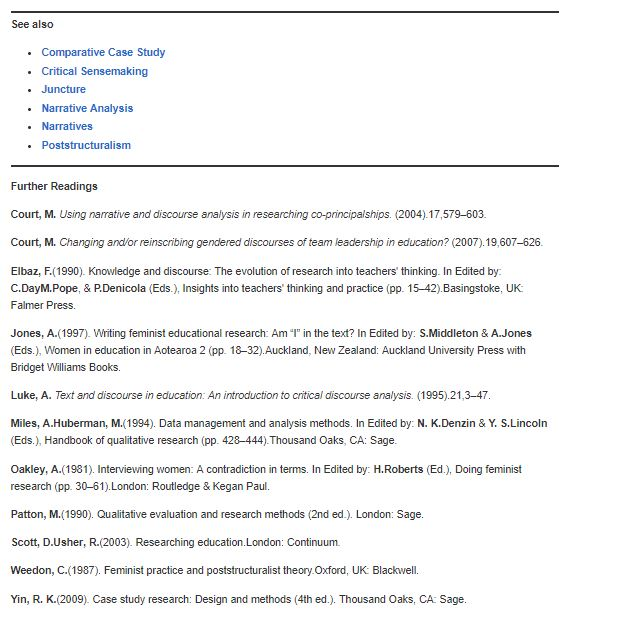 See also
Comparative Case Study
Critical Sensemaking
Juncture
Narrative Analysis
Narratives
Poststructuralism
Further Readings
Court, M. Using narrative and discourse analysis in researching co-principalships. (2004).17,579–603.
Court, M. Changing and/or reinscribing gendered discourses of team leadership in education? (2007).19,607–626.
Elbaz, F.(1990). Knowledge and discourse: The evolution of research into teachers' thinking. In Edited by:
C.DayM.Pope, & P.Denicola (Eds.), Insights into teachers' thinking and practice (pp. 15–42).Basingstoke, UK:
Falmer Press.
Jones, A.(1997). Writing feminist educational research: Am “I” in the text? In Edited by: S.Middleton & A.Jones
(Eds.), Women in education in Aotearoa 2 (pp. 18–32).Auckland, New Zealand: Auckland University Press with
Bridget Williams Books.
Luke, A. Text and discourse in education: An introduction to critical discourse analysis. (1995).21,3–47.
Miles, A.Huberman, M.(1994). Data management and analysis methods. In Edited by: N. K.Denzin & Y. S.Lincoln
(Eds.), Handbook of qualitative research (pp. 428–444).Thousand Oaks, CA: Sage.
Oakley, A.(1981). Interviewing women: A contradiction in terms. In Edited by: H.Roberts (Ed.), Doing feminist
research (pp. 30–61).London: Routledge & Kegan Paul.
Patton, M.(1990). Qualitative evaluation and research methods (2nd ed.). London: Sage.
Scott, D.Usher, R.(2003). Researching education.London: Continuum.
Weedon, C.(1987). Feminist practice and poststructuralist theory.Oxford, UK: Blackwell.
Yin, R. K.(2009). Case study research: Design and methods (4th ed.). Thousand Oaks, CA: Sage.